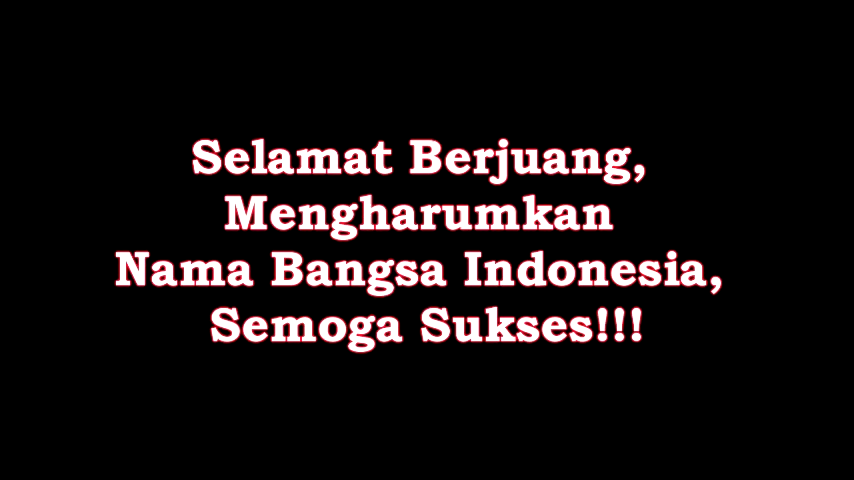 Selamat Berjuang,
Mengharumkan
Nama Bangsa Indonesia,
Semoga Sukses!!!